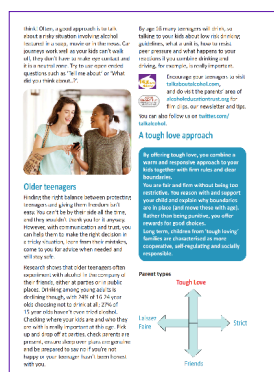 think. Often, a good approach is to talk
about a risky situation involving alcohol
featured in a soap, movie or in the news. Car
journeys work well as your kids can't walk
off, they don't have to make eye contact and
it is a neutral zone. Try to use open ended
questions such as 'Tell me about' or 'What
did you think about...?'.
Older teenagers
Finding the right balance between protecting
teenagers and giving them freedom isn't
easy. You can't be by their side all the time,
and they wouldn't thank you for it anyway.
However, with communication and trust, you
can help them to make the right decision in
a tricky situation, learn from their mistakes,
come to you for advice when needed and
still stay safe.
Research shows that older teenagers often
experiment with alcohol in the company of
their friends, either at parties or in public
places. Drinking among young adults is
declining though, with 24% of 16-24 year
olds choosing not to drink at all; 27% of
15 year olds haven't even tried alcohol.
Checking where your kids are and who they
are with is really important at this age. Pick
up and drop off at parties, check parents are
present, ensure sleep over plans are genuine
and be prepared to say no if you're not
happy or your teenager hasn't been honest
with you.
By age 16 many teenagers will drink, so
talking to your kids about low risk drinking
guidelines, what a unit is, how to resist
peer pressure and what happens to your
reactions if you combine drinking and
driving, for example, is really important.
Encourage your teenagers to visit
talkaboutalcohol.com,
and do visit the parents' area of
alcoholeducationtrust.org for
film clips, our newsletter and tips.
You can also follow us on twitter.com/
talkalcohol.
A tough love approach
By offering tough love, you combine a
warm and responsive approach to your
kids together with firm rules and clear
boundaries.
You are fair and firm without being too
restrictive. You reason with and support
your child and explain why boundaries
are in place (and move these with age).
Rather than being punitive, you offer
rewards for good choices.
Long term, children from 'tough loving'
families are characterised as more
cooperative, self-regulating and socially
responsible.
Parent types
Tough Love
Laissez
Faire
Strict
Friends